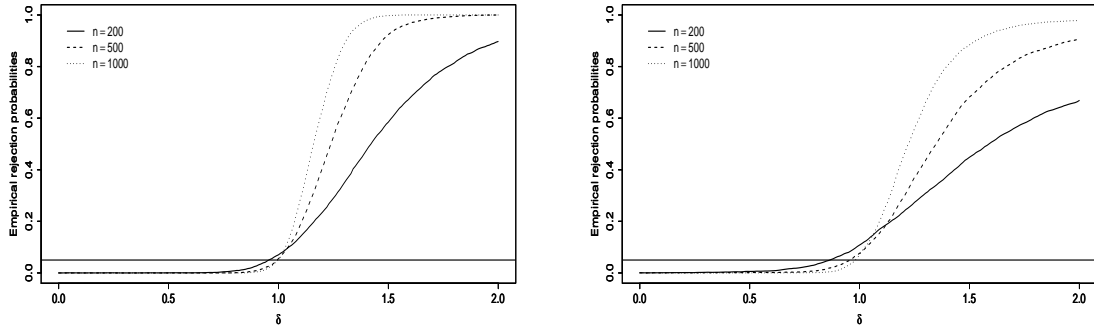 Empirical rejection probabilities
1.0
0.8
0.6
0.4
0.2
0.0
n = 200
n = 500
n = 1000
0.0 0.5 1.0 1.5 2.0
δ
Empirical rejection probabilities
1.0
0.8
0.6
0.4
0.2
0.0
n = 200
n = 500
n = 1000
0.0 0.5 1.0 1.5 2.0
δ